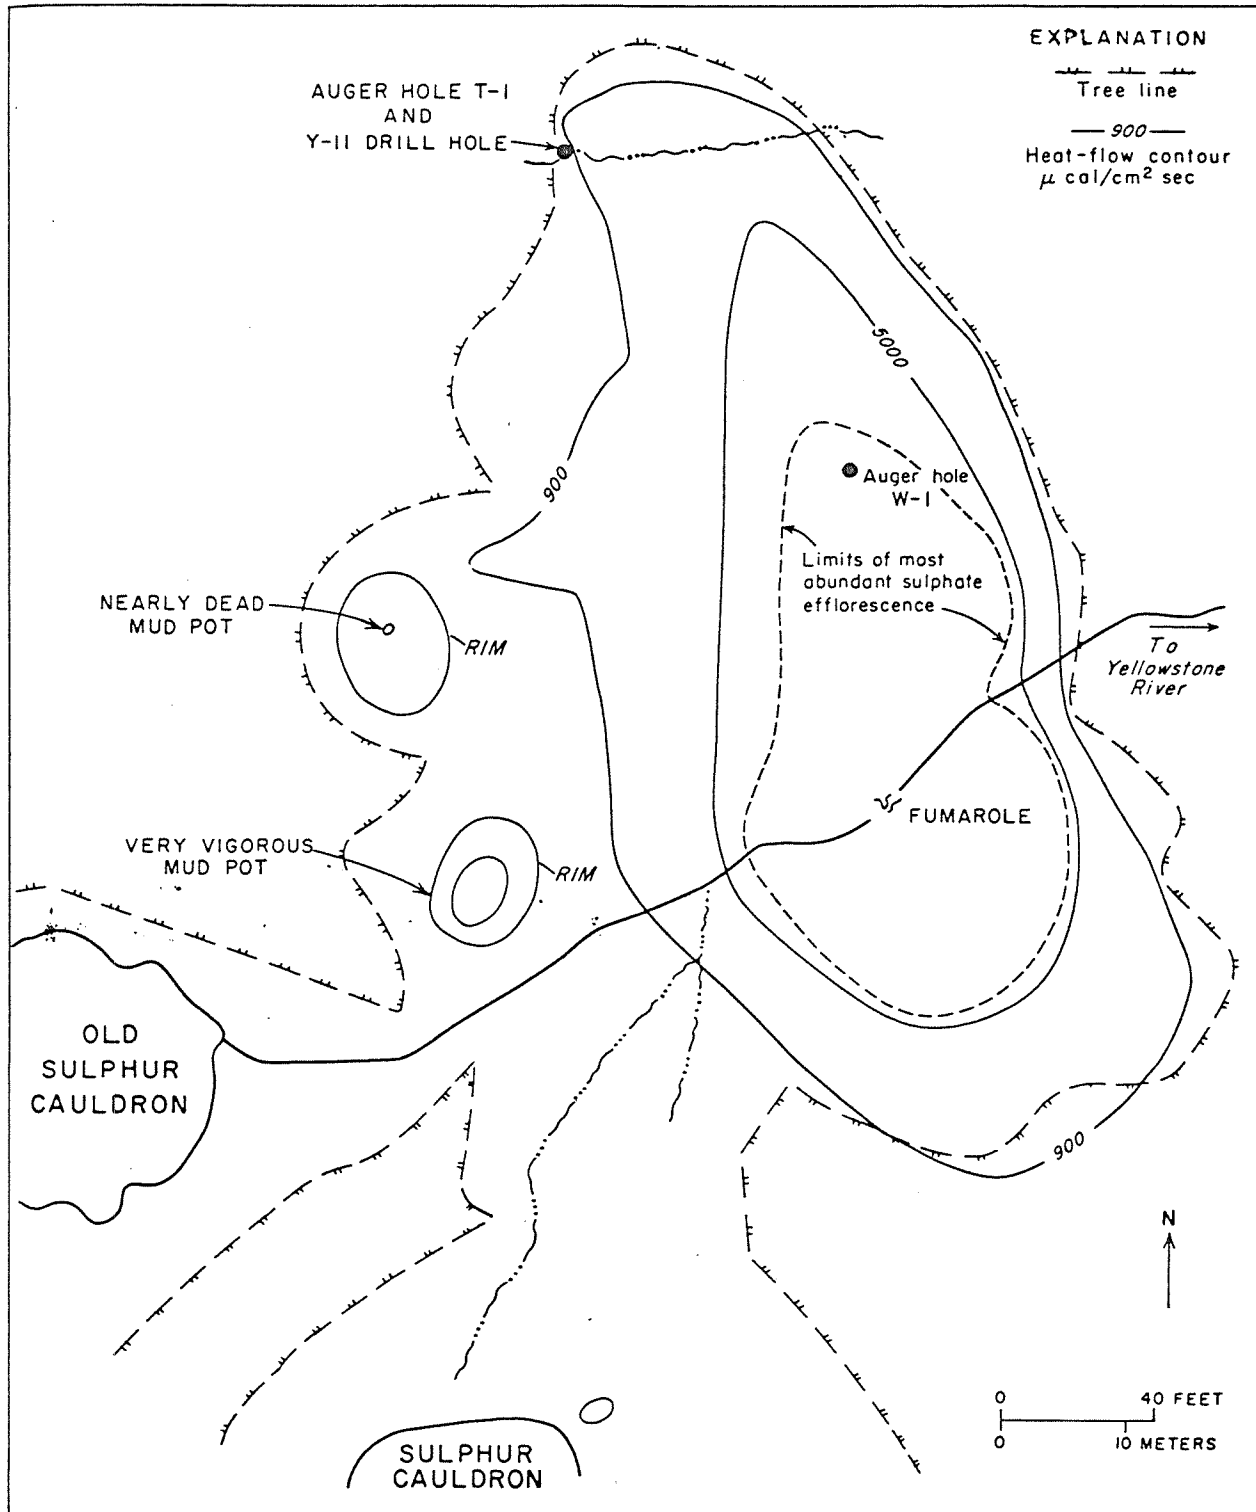 EXPLANATION
Tree line
900
Heat-flow contour
μ cal/cm² sec
AUGER HOLE T-1
AND
Y-11 DRILL HOLE
5000
900
Auger hole
W-1
Limits of most
abundant sulphate
efflorescence
NEARLY DEAD
MUD POT
RIM
To
Yellowstone
River
FUMAROLE
VERY VIGOROUS
MUD POT
RIM
OLD
SULPHUR
CAULDRON
900
N
0 40 FEET
0 10 METERS
SULPHUR
CAULDRON